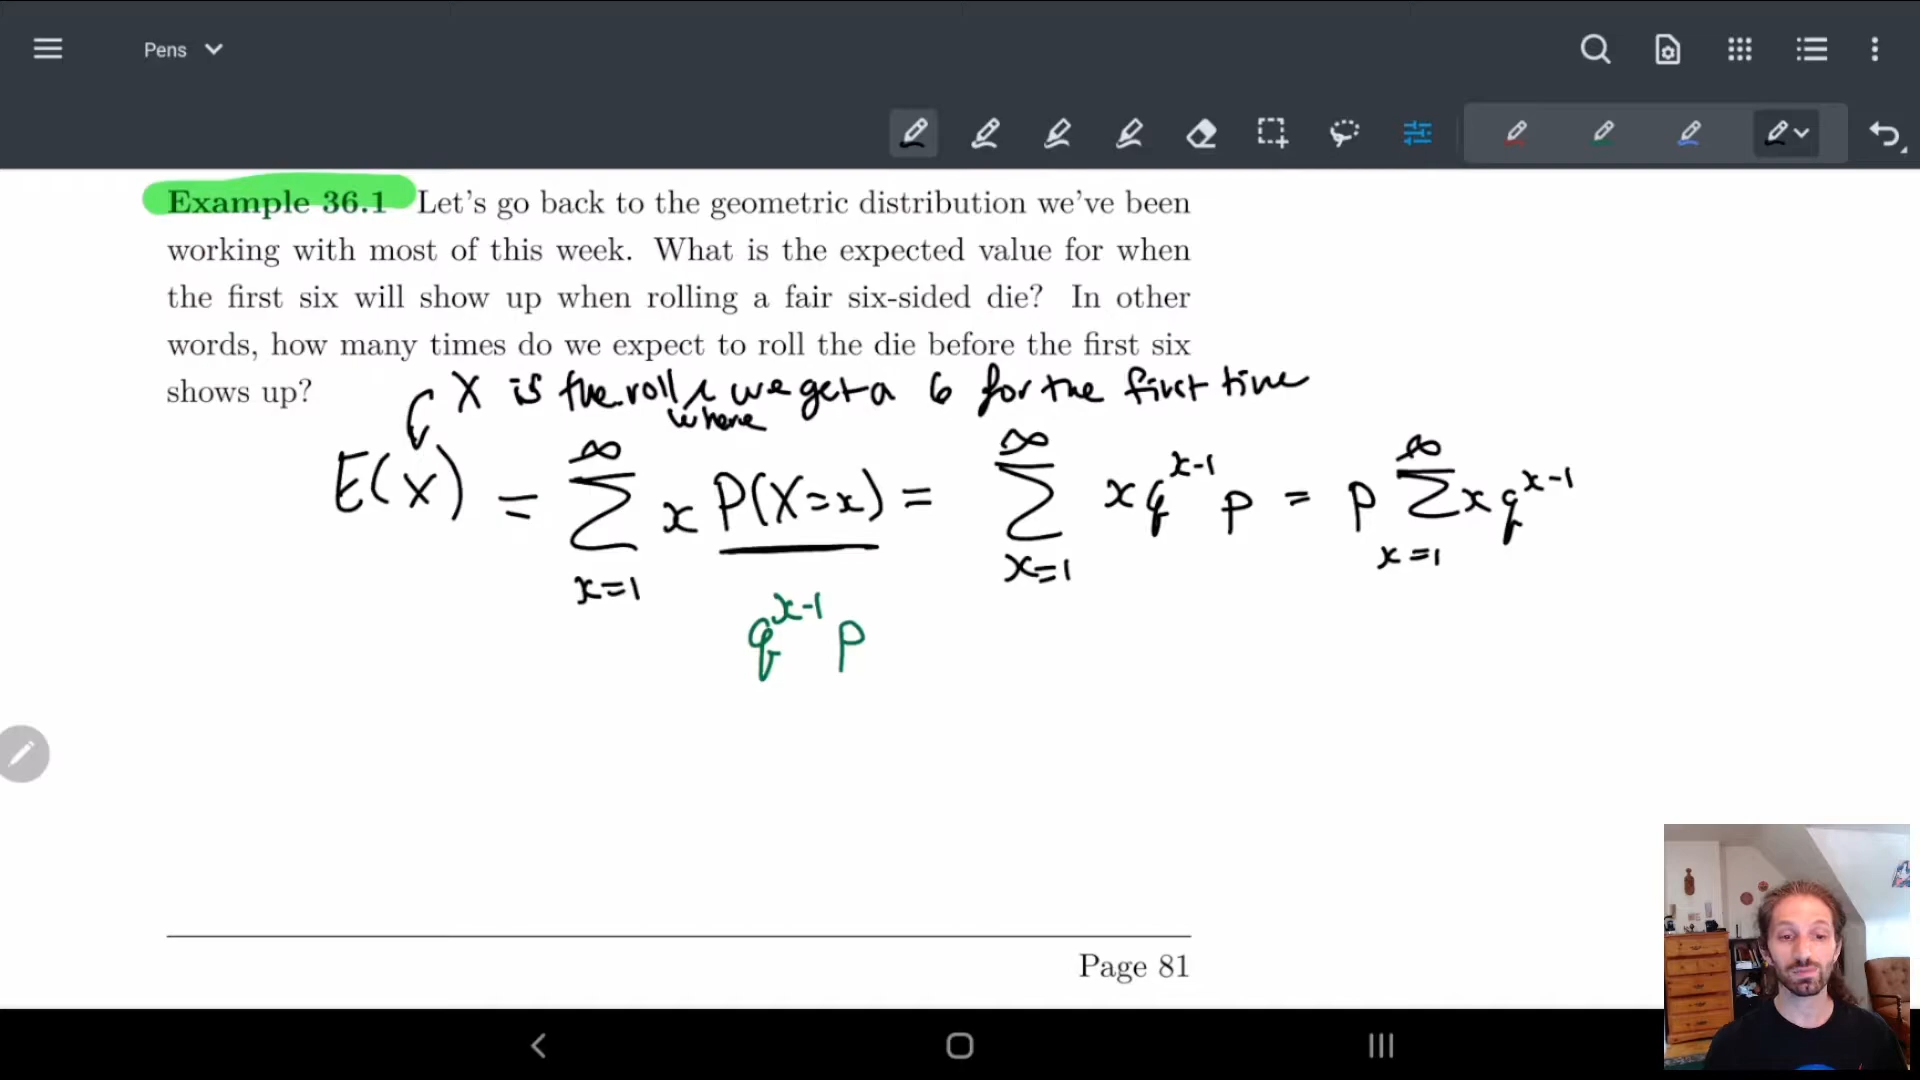 Pens
Example 36.1 Let's go back to the geometric distribution we've been
working with most of this week. What is the expected value for when
the first six will show up when rolling a fair six-sided die? In other
words, how many times do we expect to roll the die before the first six
shows up?
X is the roll where we get a 6 for the first time
E(X) = ∑_{x=1}^{∞} x P(X=x) = ∑_{x=1}^{∞} x q^{x-1} p = p ∑_{x=1}^{∞} x q^{x-1}
q^{x-1} p
Page 81